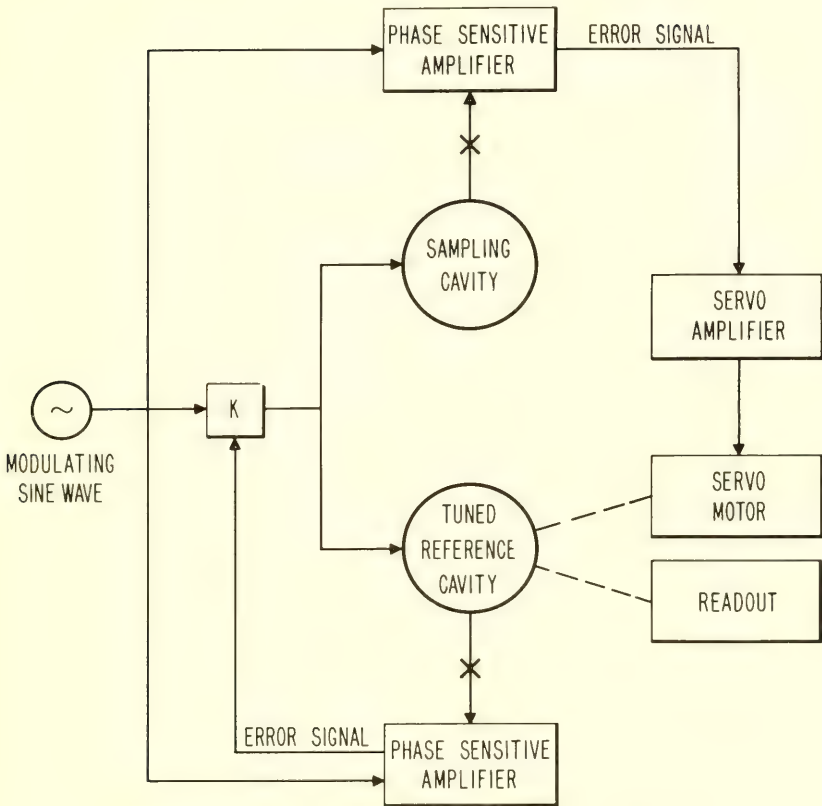 PHASE SENSITIVE
AMPLIFIER
ERROR SIGNAL
SAMPLING
CAVITY
SERVO
AMPLIFIER
~
K
MODULATING
SINE WAVE
TUNED
REFERENCE
CAVITY
SERVO
MOTOR
READOUT
ERROR SIGNAL
PHASE SENSITIVE
AMPLIFIER